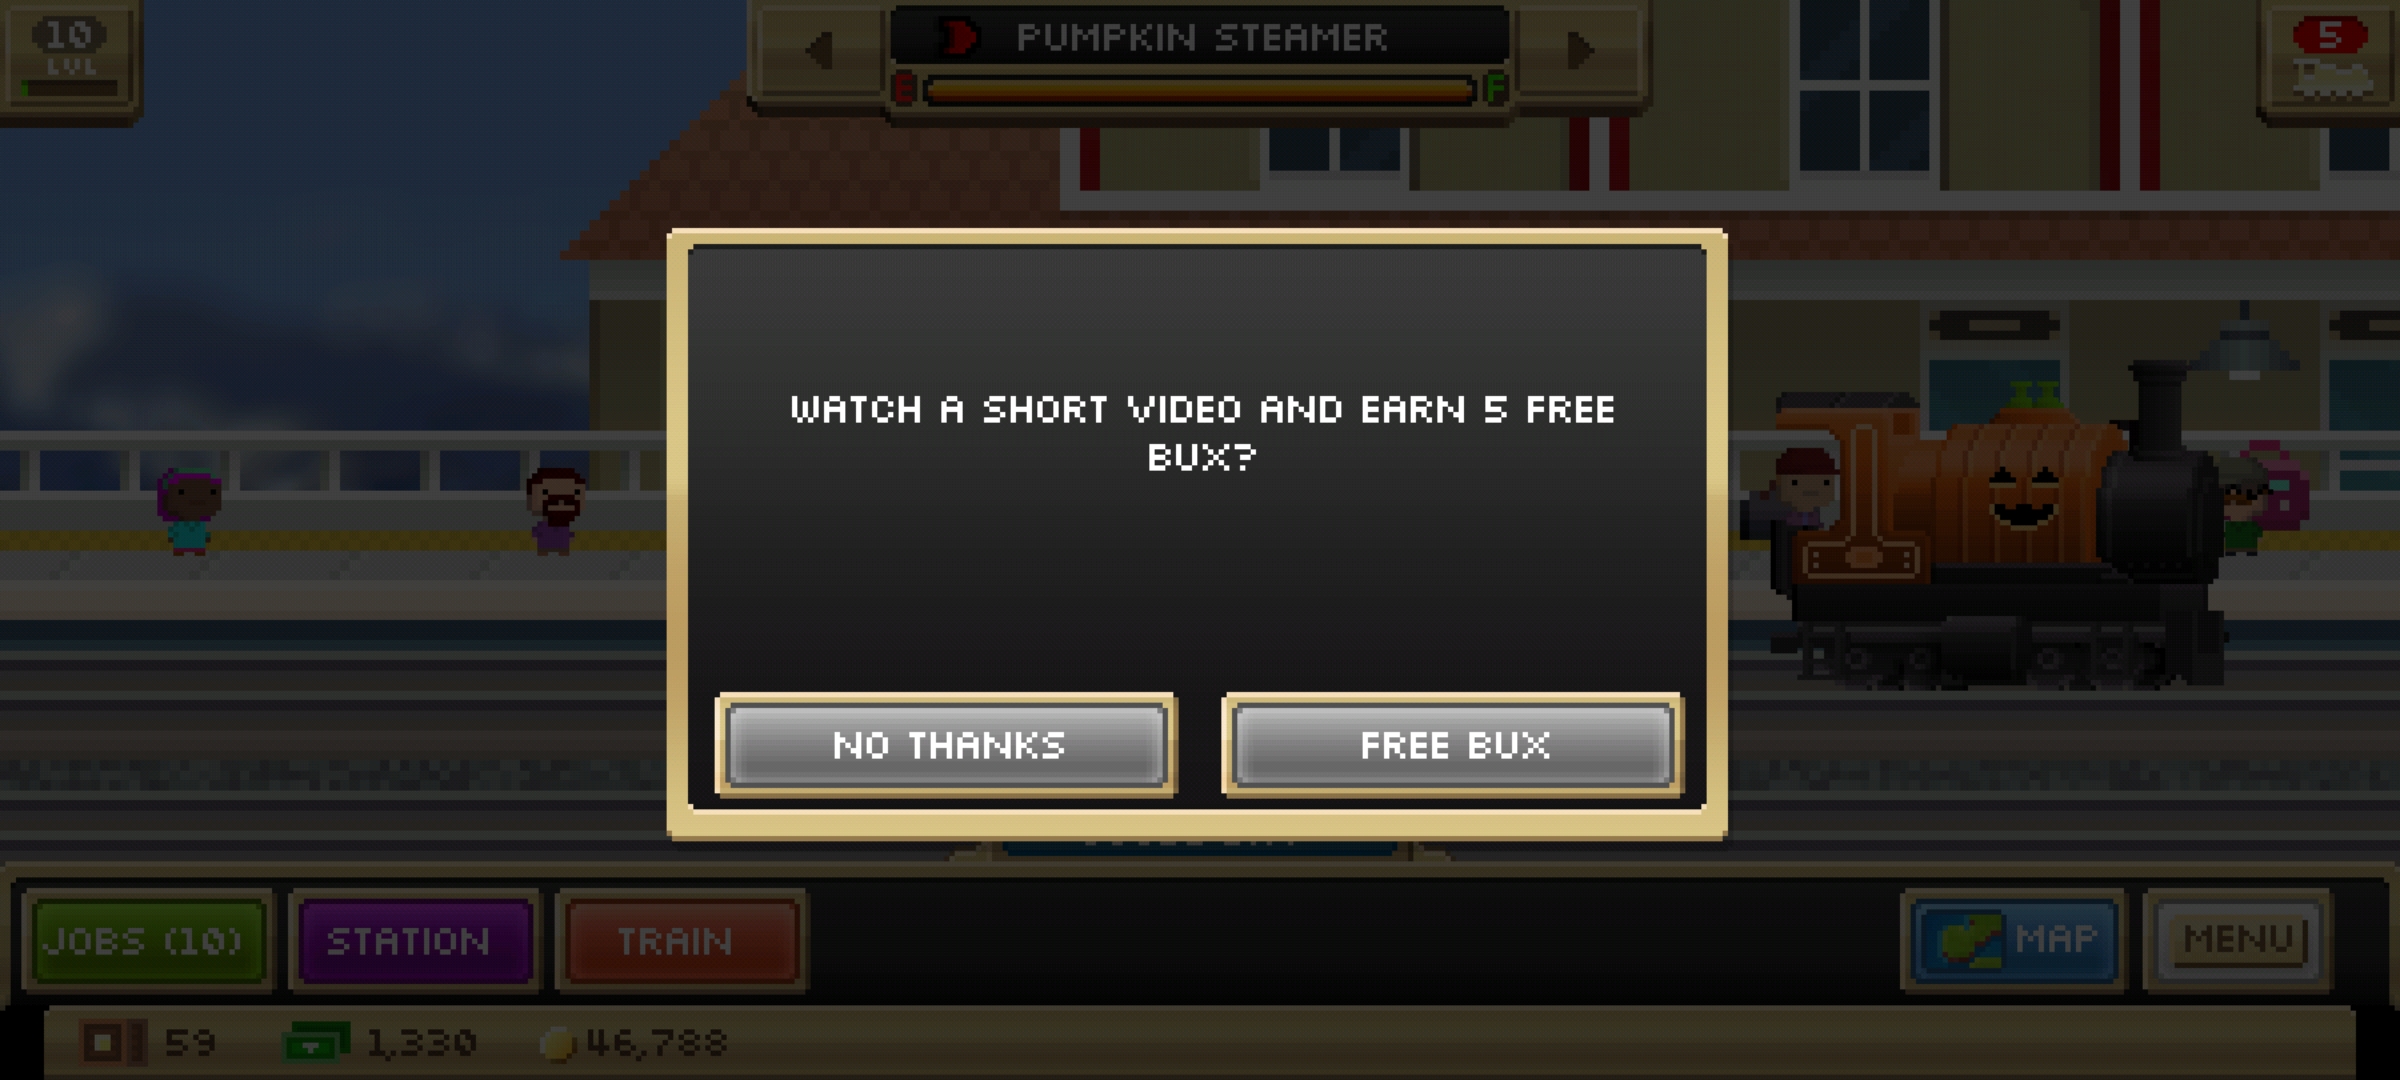 10
LVL
PUMPKIN STEAMER
E
F
5
WATCH A SHORT VIDEO AND EARN 5 FREE
BUX?
NO THANKS
FREE BUX
JOBS (10)
STATION
TRAIN
MAP
MENU
59
1,330
46,788